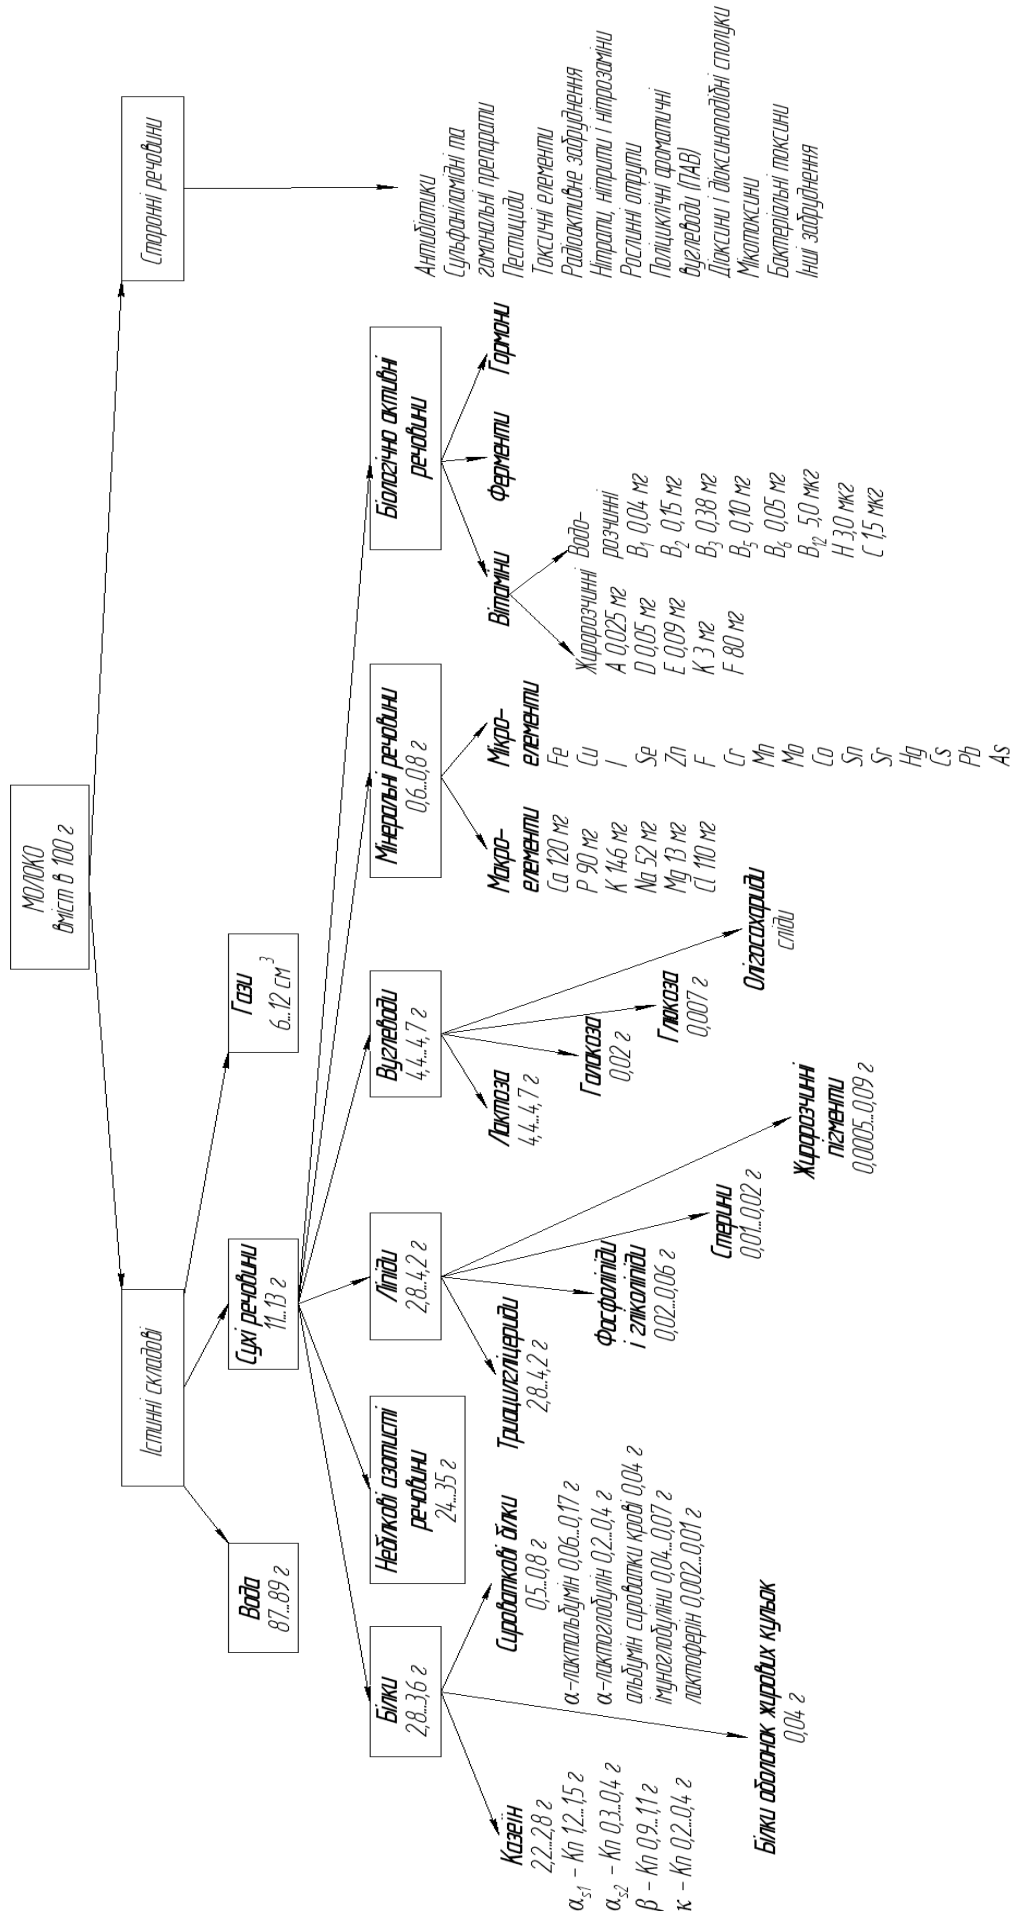 МОЛОКО
вміст в 100 г
Істинні складові
Сторонні речовини
Вода
87...89 г
Сухі речовини
11...13 г
Гази
6...12 см³
Білки
2,8...3,6 г
Небілкові азотисті
речовини
24...35 г
Ліпіди
2,8...4,2 г
Вуглеводи
4,4...4,7 г
Мінеральні речовини
0,6...0,8 г
Біологічно активні
речовини
Казеїн
2,2...2,8 г
αs1 – Кп 1,2...1,5 г
αs2 – Кп 0,3...0,4 г
β – Кп 0,9...1,1 г
κ – Кп 0,2...0,4 г
Сироваткові білки
0,5...0,8 г
α-лактальбумін 0,06...0,17 г
α-лактоглобулін 0,2...0,4 г
альбумін сироватки крові 0,04 г
імуноглобуліни 0,04...0,07 г
лактоферін 0,002...0,01 г
Білки оболонок жирових кульок
0,04 г
Триацилгліцериди
2,8...4,2 г
Фосфоліпіди
і гліколіпіди
0,02...0,06 г
Стерини
0,01...0,02 г
Жиророзчинні
пігменти
0,0005...0,09 г
Лактоза
4,4...4,7 г
Галакоза
0,02 г
Глюкоза
0,007 г
Олігосахариди
сліди
Макро-
елементи
Ca 120 мг
P 90 мг
K 146 мг
Na 52 мг
Mg 13 мг
Cl 110 мг
Мікро-
елементи
Fe
Cu
I
Se
Zn
F
Cr
Mn
Mo
Co
Sn
Sr
Hg
Cs
Pb
As
Вітаміни
Ферменти
Гормони
Жиророзчинні
A 0,025 мг
D 0,05 мг
E 0,09 мг
K 3 мг
F 80 мг
Водо-
розчинні
B₁ 0,04 мг
B₂ 0,15 мг
B₃ 0,38 мг
B₅ 0,10 мг
B₆ 0,05 мг
B₁₂ 5,0 мкг
H 3,0 мкг
C 1,5 мкг
Антибіотики
Сульфаніламідні та
гомональні препарати
Пестициди
Токсичні елементи
Радіоактивне забруднення
Нітрати, нітрити і нітрозаміни
Рослинні отрути
Поліциклічні ароматичні
вуглеводи (ПАВ)
Діоксини і діоксиноподібні сполуки
Мікотоксини
Бактеріальні токсини
Інші забруднення